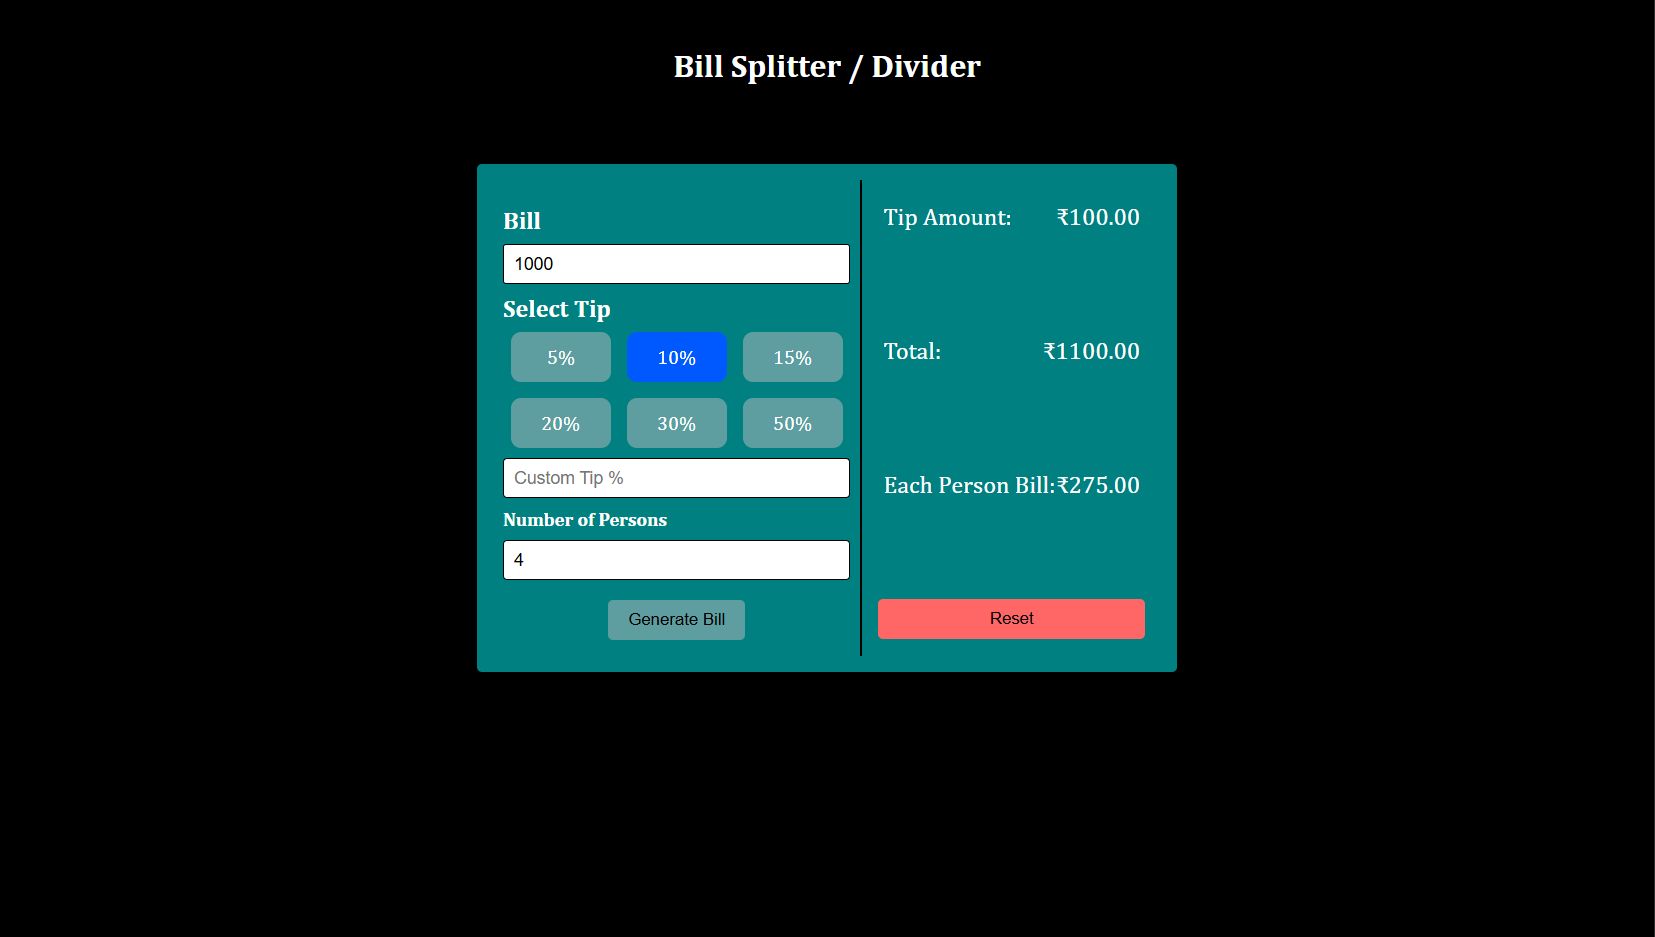 Bill Splitter / Divider
Bill
1000
Select Tip
5% 10% 15%
20% 30% 50%
Custom Tip %
Number of Persons
4
Generate Bill
Tip Amount: ₹100.00
Total: ₹1100.00
Each Person Bill:₹275.00
Reset